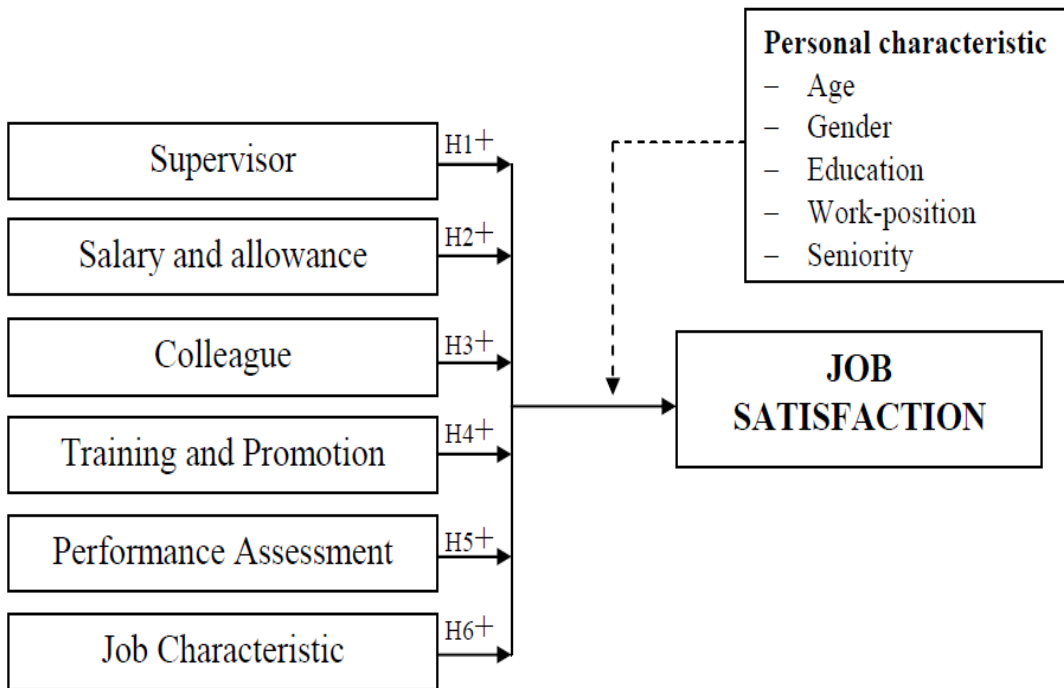 Personal characteristic
– Age
– Gender
– Education
– Work-position
– Seniority
Supervisor
H1+
Salary and allowance
H2+
Colleague
H3+
Training and Promotion
H4+
Performance Assessment
H5+
Job Characteristic
H6+
JOB
SATISFACTION